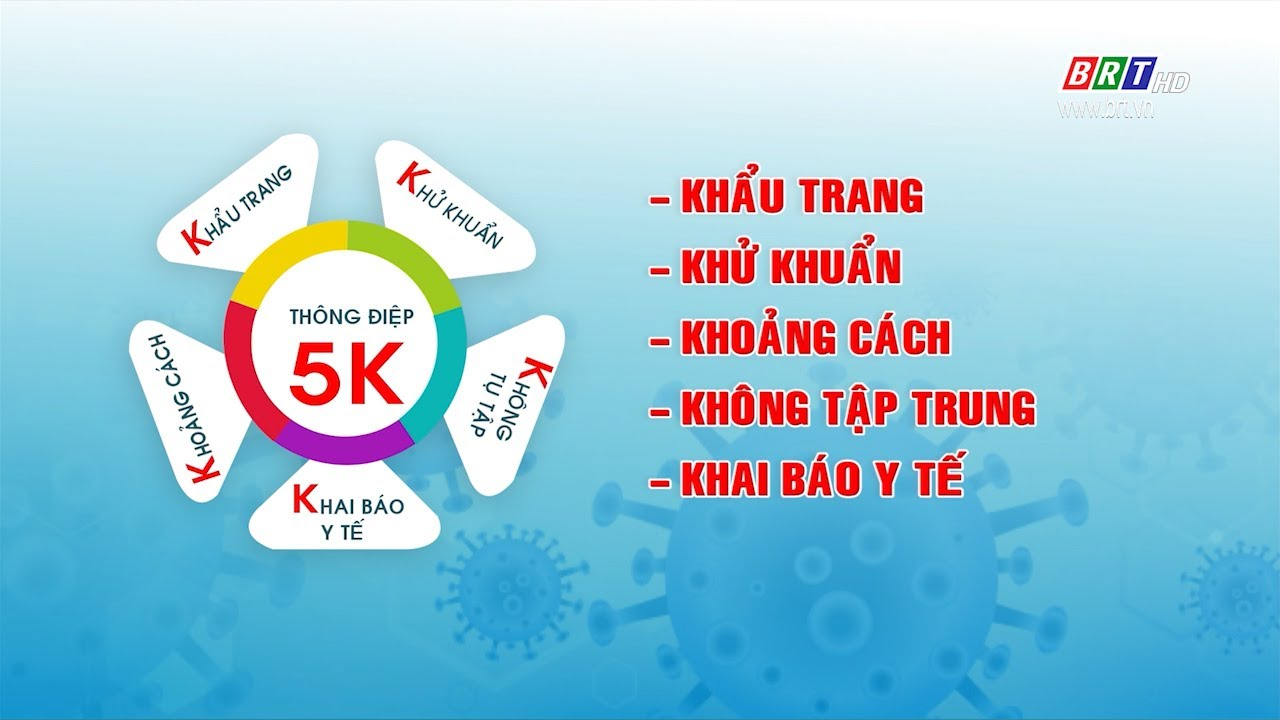 BRT HD
www.brt.vn
KHẨU TRANG
KHỬ KHUẨN
THÔNG ĐIỆP
5K
KHOẢNG CÁCH
KHÔNG
TỤ TẬP
KHAI BÁO
Y TẾ
– KHẨU TRANG
– KHỬ KHUẨN
– KHOẢNG CÁCH
– KHÔNG TẬP TRUNG
– KHAI BÁO Y TẾ